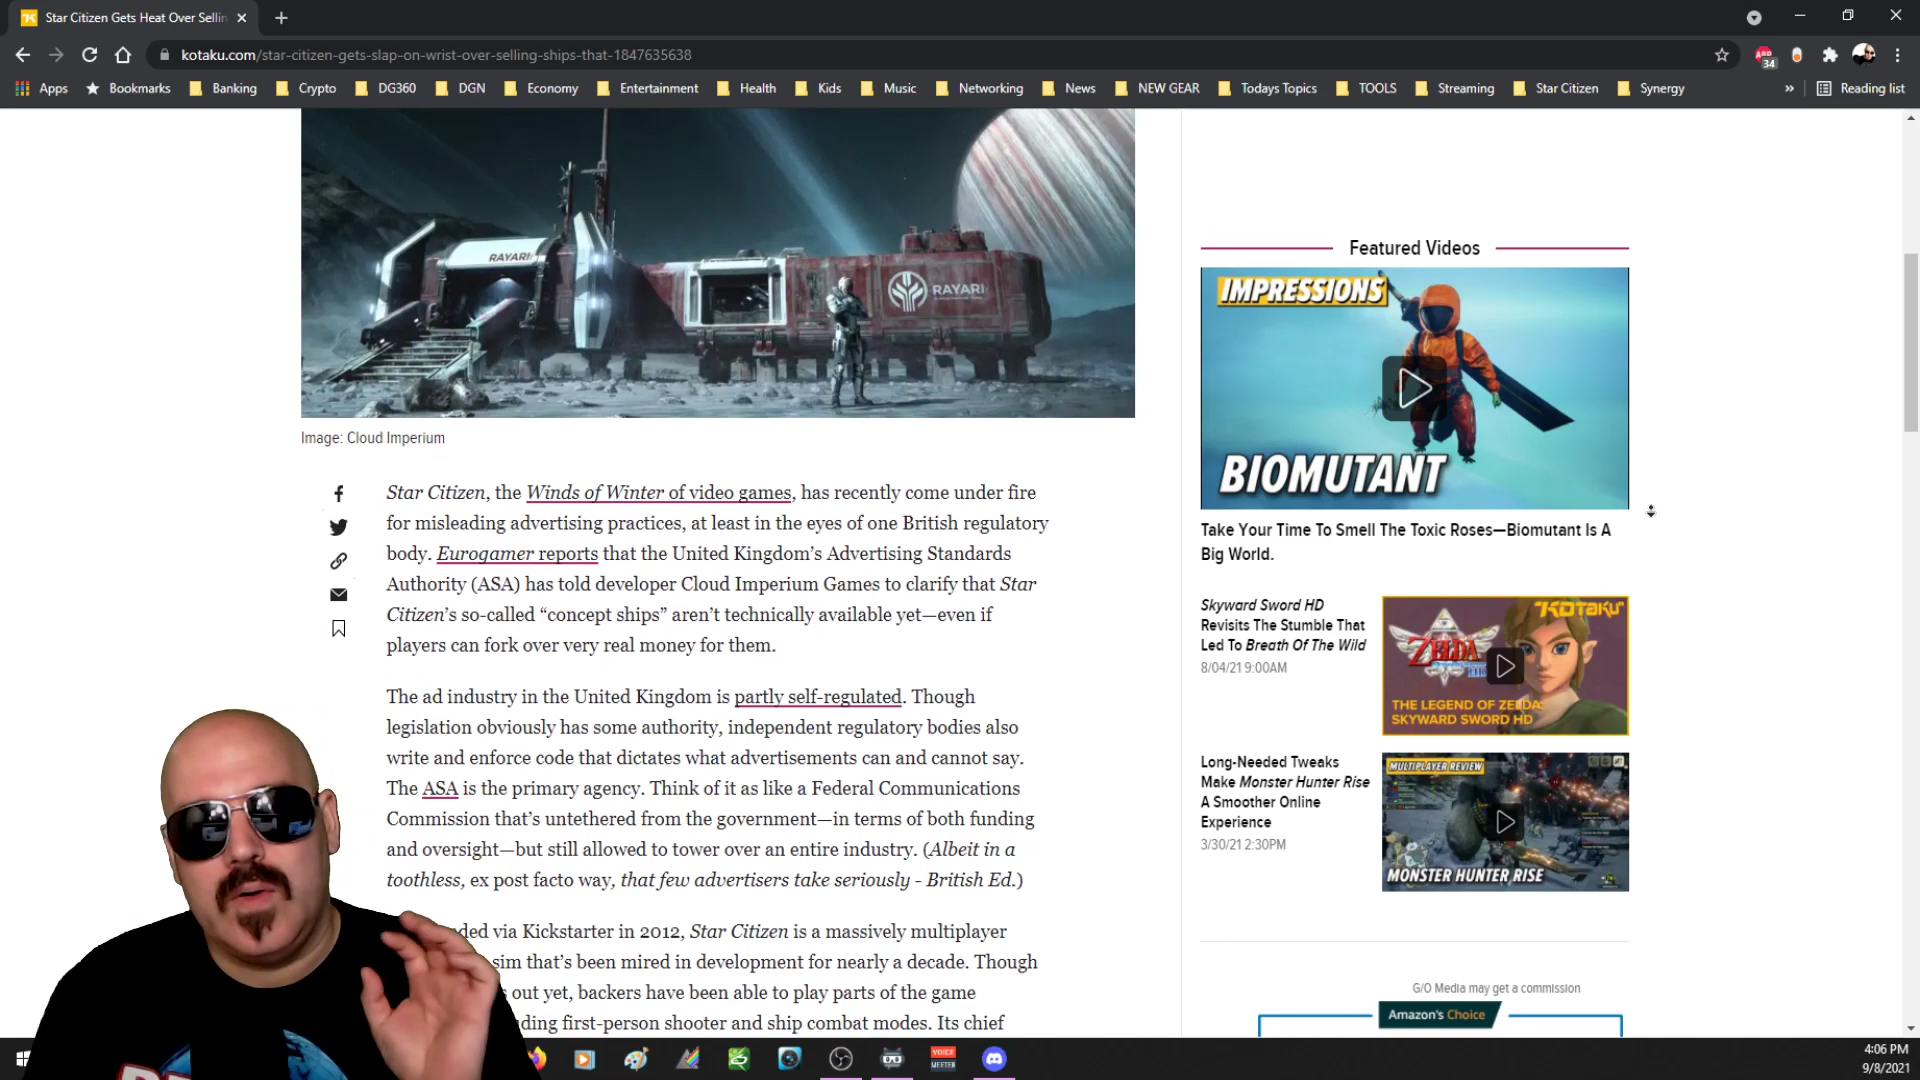 Star Citizen Gets Heat Over Sellin
kotaku.com/star-citizen-gets-slap-on-wrist-over-selling-ships-that-1847635638
34
Apps Bookmarks Banking Crypto DG360 DGN Economy Entertainment Health Kids Music Networking News NEW GEAR Todays Topics TOOLS Streaming Star Citizen Synergy » Reading list
RAYARI
RAYARI
Image: Cloud Imperium
Star Citizen, the Winds of Winter of video games, has recently come under fire
for misleading advertising practices, at least in the eyes of one British regulatory
body. Eurogamer reports that the United Kingdom’s Advertising Standards
Authority (ASA) has told developer Cloud Imperium Games to clarify that Star
Citizen’s so-called “concept ships” aren’t technically available yet—even if
players can fork over very real money for them.
The ad industry in the United Kingdom is partly self-regulated. Though
legislation obviously has some authority, independent regulatory bodies also
write and enforce code that dictates what advertisements can and cannot say.
The ASA is the primary agency. Think of it as like a Federal Communications
Commission that’s untethered from the government—in terms of both funding
and oversight—but still allowed to tower over an entire industry. (Albeit in a
toothless, ex post facto way, that few advertisers take seriously - British Ed.)
ded via Kickstarter in 2012, Star Citizen is a massively multiplayer
sim that’s been mired in development for nearly a decade. Though
out yet, backers have been able to play parts of the game
ding first-person shooter and ship combat modes. Its chief
Featured Videos
IMPRESSIONS
BIOMUTANT
Take Your Time To Smell The Toxic Roses—Biomutant Is A
Big World.
Skyward Sword HD
Revisits The Stumble That
Led To Breath Of The Wild
8/04/21 9:00AM
KOTAKU
ZELDA
THE LEGEND OF ZELDA:
SKYWARD SWORD HD
Long-Needed Tweaks
Make Monster Hunter Rise
A Smoother Online
Experience
3/30/21 2:30PM
MULTIPLAYER REVIEW
MONSTER HUNTER RISE
G/O Media may get a commission
Amazon's Choice
VOICE
MEETER
4:06 PM
9/8/2021